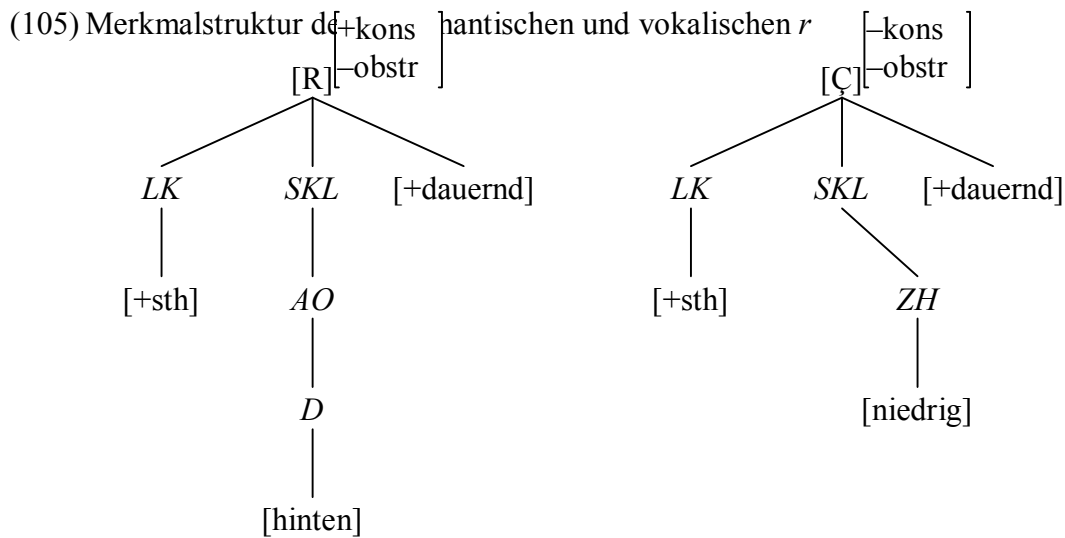 (105) Merkmalstruktur de hantischen und vokalischen r
+kons –kons
–obstr –obstr
[R] [Ç]
LK SKL [+dauernd] LK SKL [+dauernd]
[+sth] AO [+sth] ZH
D [niedrig]
[hinten]